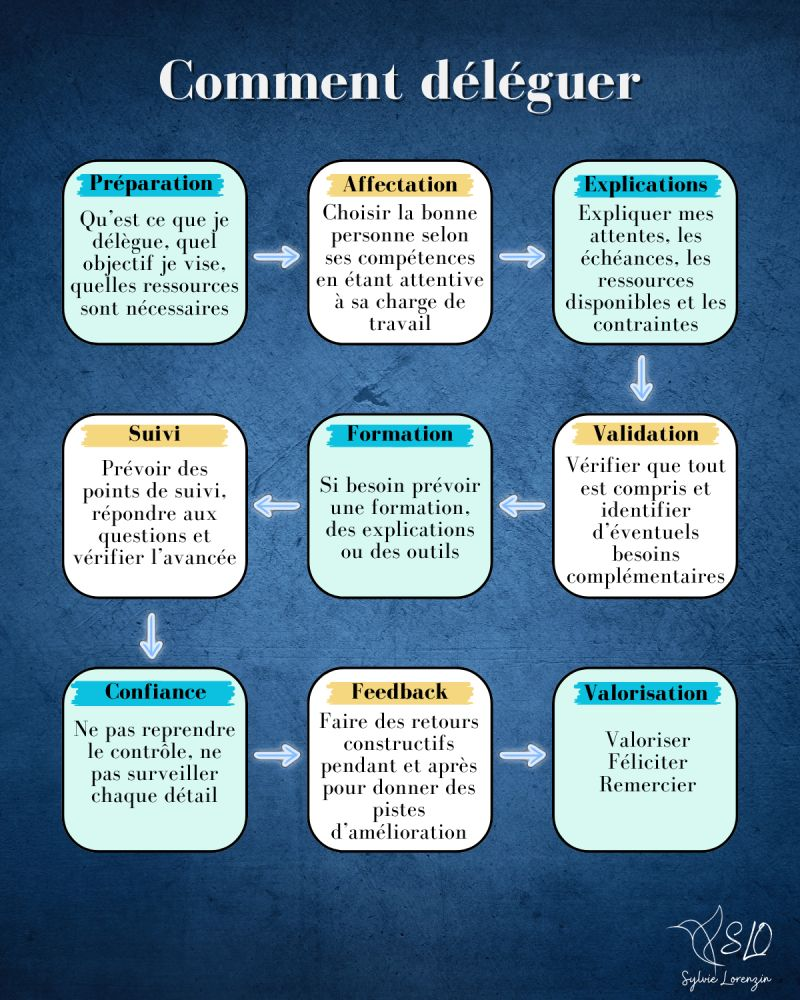 Comment déléguer
Préparation
Qu'est ce que je
délègue, quel
objectif je vise,
quelles ressources
sont nécessaires
Affectation
Choisir la bonne
personne selon
ses compétences
en étant attentive
à sa charge de
travail
Explications
Expliquer mes
attentes, les
échéances, les
ressources
disponibles et les
contraintes
Validation
Vérifier que tout
est compris et
identifier
d'éventuels
besoins
complémentaires
Formation
Si besoin prévoir
une formation,
des explications
ou des outils
Suivi
Prévoir des
points de suivi,
répondre aux
questions et
vérifier l'avancée
Confiance
Ne pas reprendre
le contrôle, ne
pas surveiller
chaque détail
Feedback
Faire des retours
constructifs
pendant et après
pour donner des
pistes
d'amélioration
Valorisation
Valoriser
Féliciter
Remercier
SLO
Sylvie Lorenzin